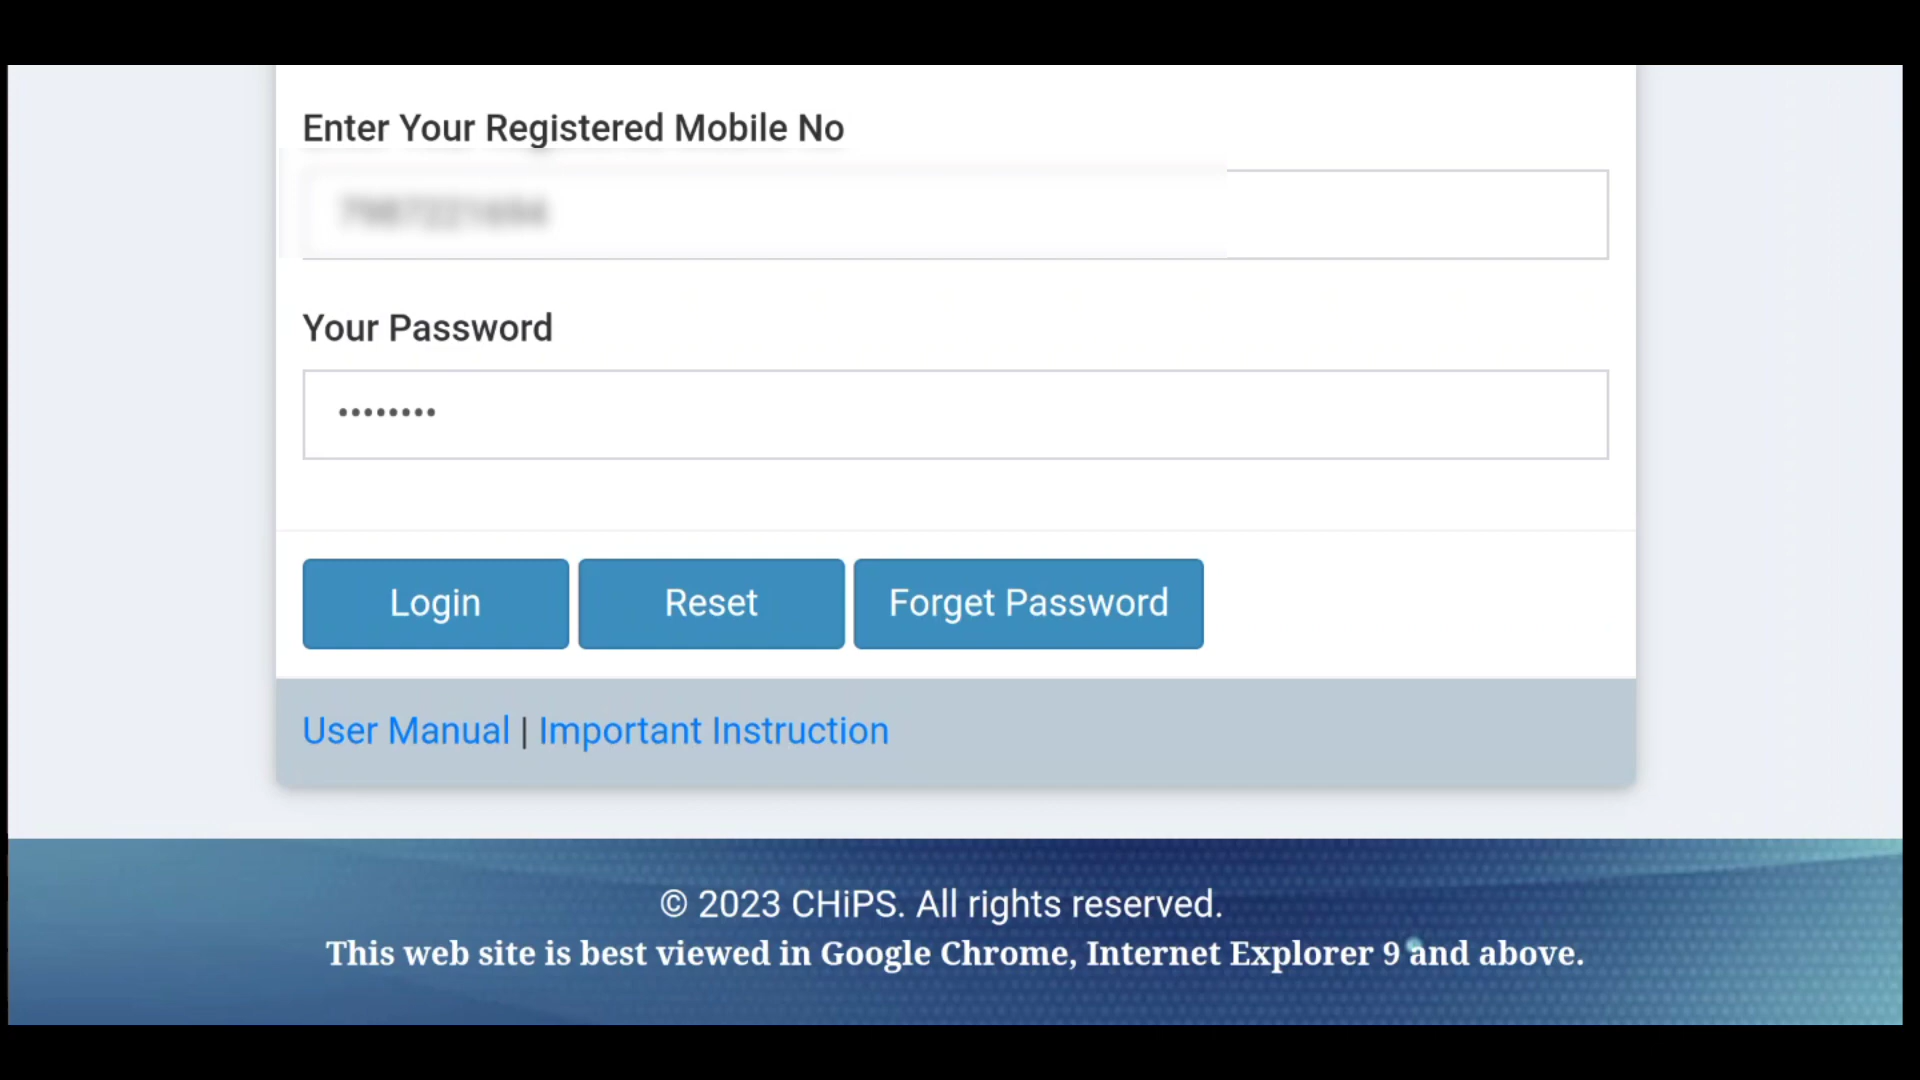 Enter Your Registered Mobile No
Your Password
Login
Reset
Forget Password
User Manual | Important Instruction
© 2023 CHiPS. All rights reserved.
This web site is best viewed in Google Chrome, Internet Explorer 9 and above.